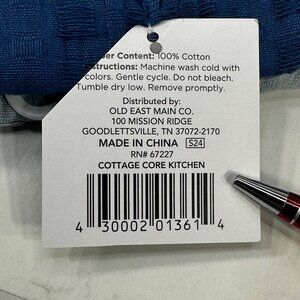 per Content: 100% Cotton
structions: Machine wash cold with
colors. Gentle cycle. Do not bleach.
Tumble dry low. Remove promptly.
Distributed by:
OLD EAST MAIN CO.
100 MISSION RIDGE
GOODLETTSVILLE, TN 37072-2170
MADE IN CHINA S24
RN# 67227
COTTAGE CORE KITCHEN
4 30002 01361 4